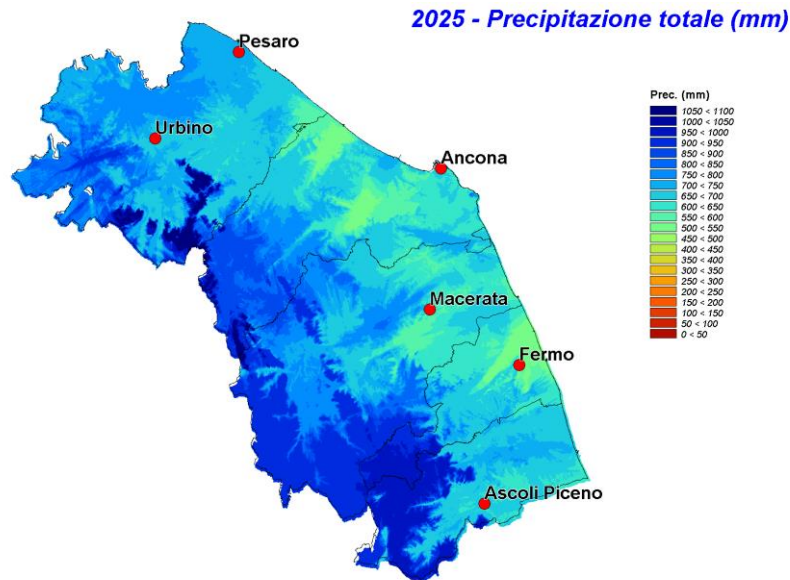 2025 - Precipitazione totale (mm)
Pesaro
Urbino
Ancona
Macerata
Fermo
Ascoli Piceno
Prec. (mm)
1050 < 1100
1000 < 1050
950 < 1000
900 < 950
850 < 900
800 < 850
750 < 800
700 < 750
650 < 700
600 < 650
550 < 600
500 < 550
450 < 500
400 < 450
350 < 400
300 < 350
250 < 300
200 < 250
150 < 200
100 < 150
50 < 100
0 < 50